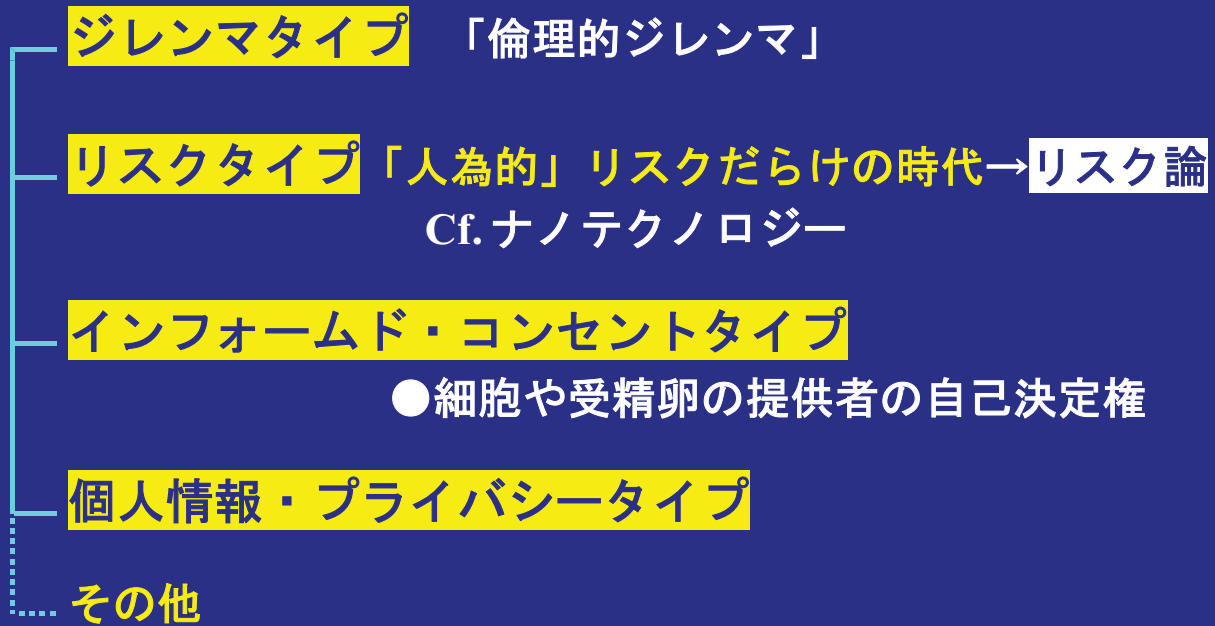 ジレンマタイプ 「倫理的ジレンマ」
リスクタイプ 「人為的」リスクだらけの時代→リスク論
Cf. ナノテクノロジー
インフォームド・コンセントタイプ
●細胞や受精卵の提供者の自己決定権
個人情報・プライバシータイプ
その他